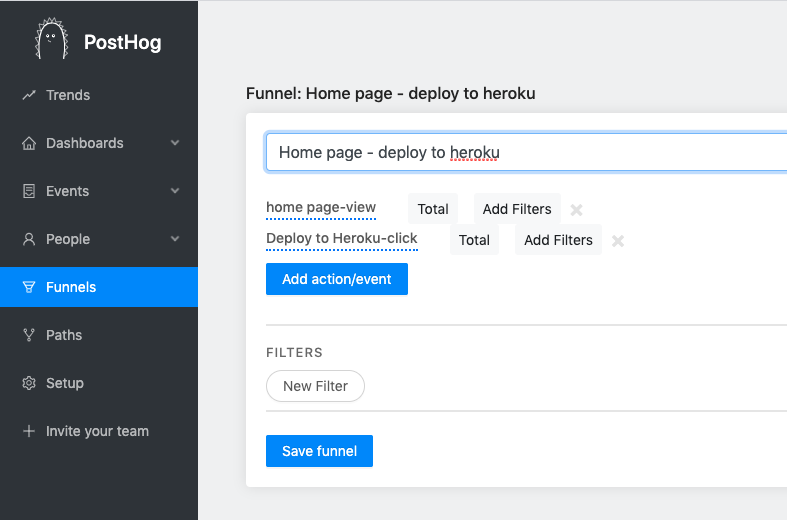 PostHog
Trends
Dashboards
Events
People
Funnels
Paths
Setup
Invite your team
Funnel: Home page - deploy to heroku
Home page - deploy to heroku
home page-view Total Add Filters
Deploy to Heroku-click Total Add Filters
Add action/event
FILTERS
New Filter
Save funnel